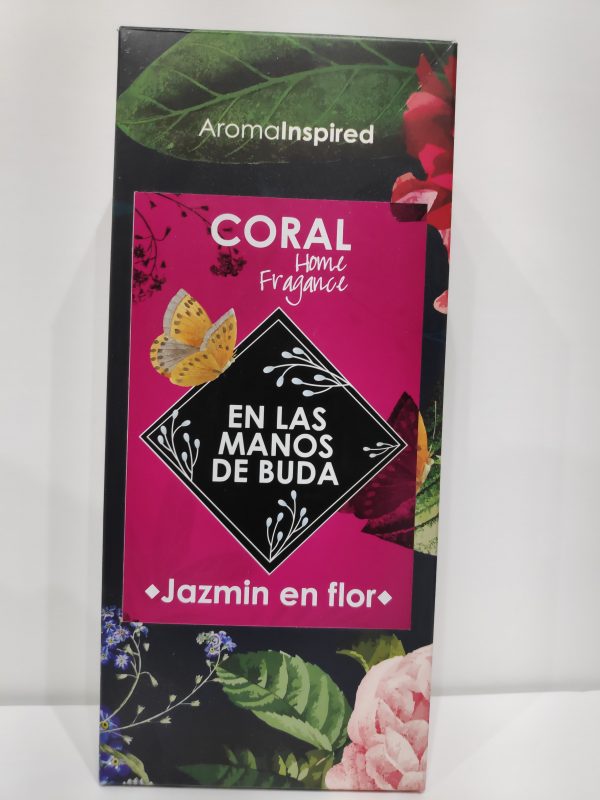 AromaInspired
CORAL
Home
Fragance
EN LAS
MANOS
DE BUDA
◆Jazmin en flor◆